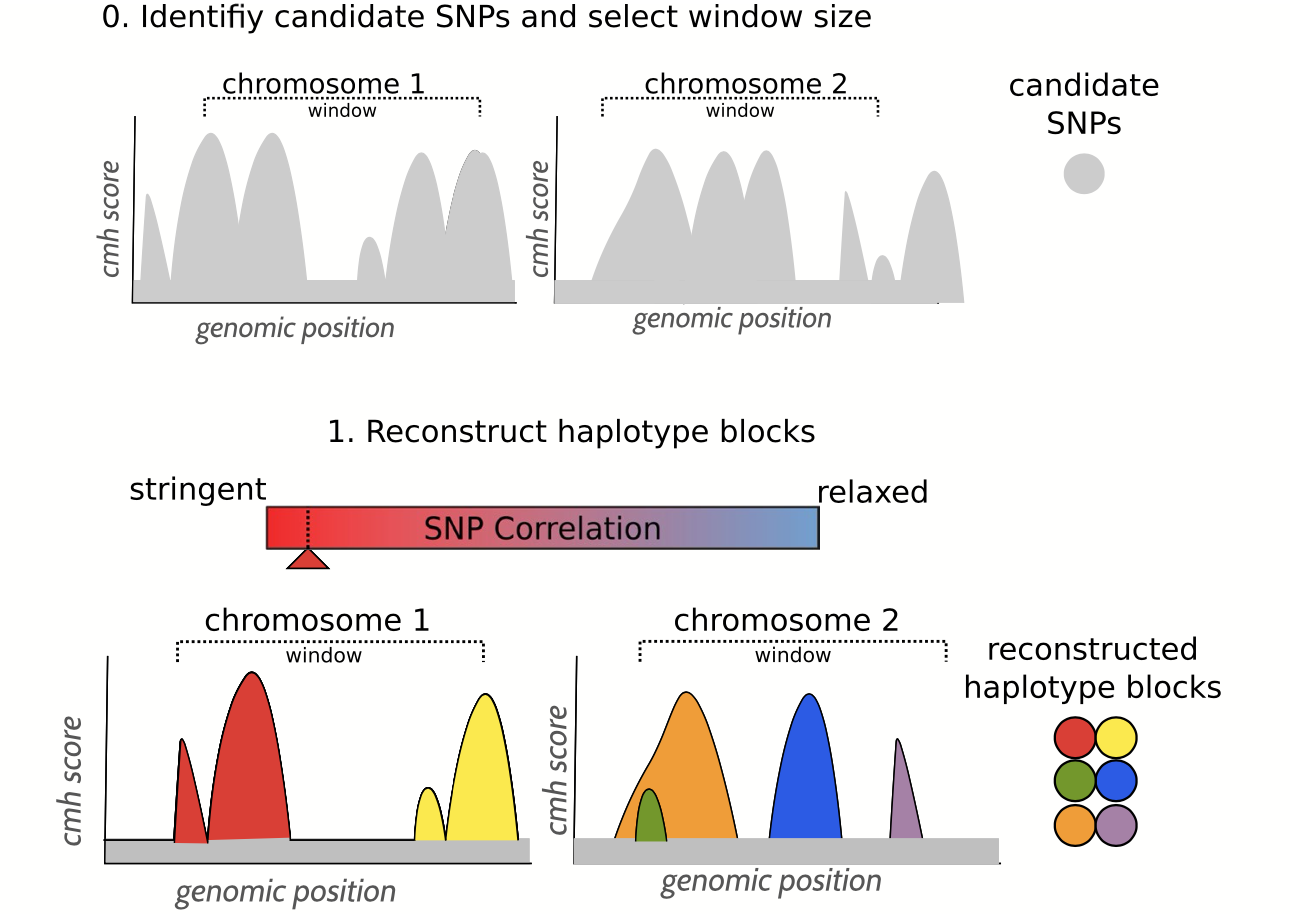 0. Identifiy candidate SNPs and select window size
chromosome 1
window
chromosome 2
window
candidate
SNPs
cmh score
genomic position
cmh score
genomic position
1. Reconstruct haplotype blocks
stringent
relaxed
SNP Correlation
chromosome 1
window
chromosome 2
window
reconstructed
haplotype blocks
cmh score
genomic position
cmh score
genomic position